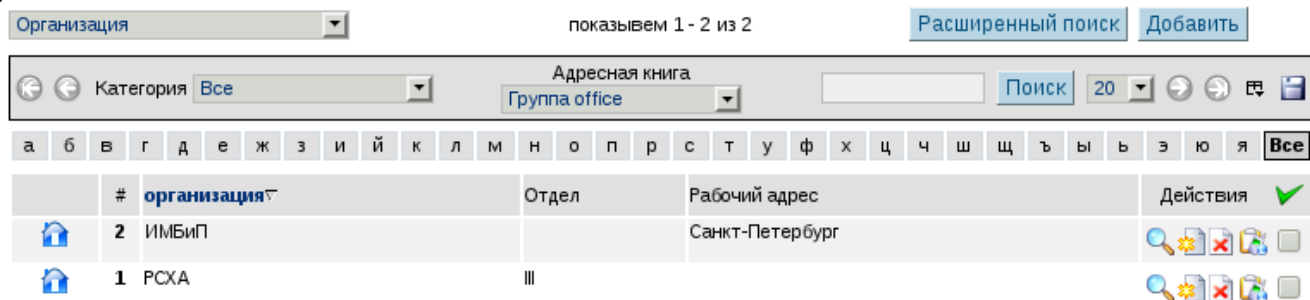 Организация показывем 1 - 2 из 2 Расширенный поиск Добавить
Категория Все Адресная книга Группа office Поиск 20
а б в г д е ж з и й к л м н о п р с т у ф х ц ч ш щ ъ ы ь э ю я Все
# организация Отдел Рабочий адрес Действия
2 ИМБиП Санкт-Петербург
1 РСХА III